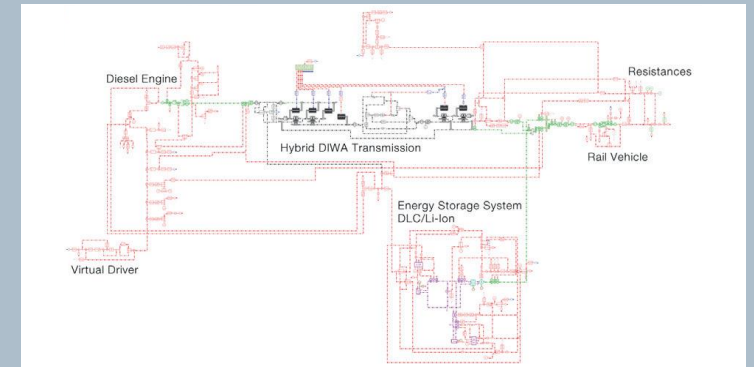 Diesel Engine
Resistances
Hybrid DIWA Transmission
Rail Vehicle
Energy Storage System
DLC/Li-Ion
Virtual Driver